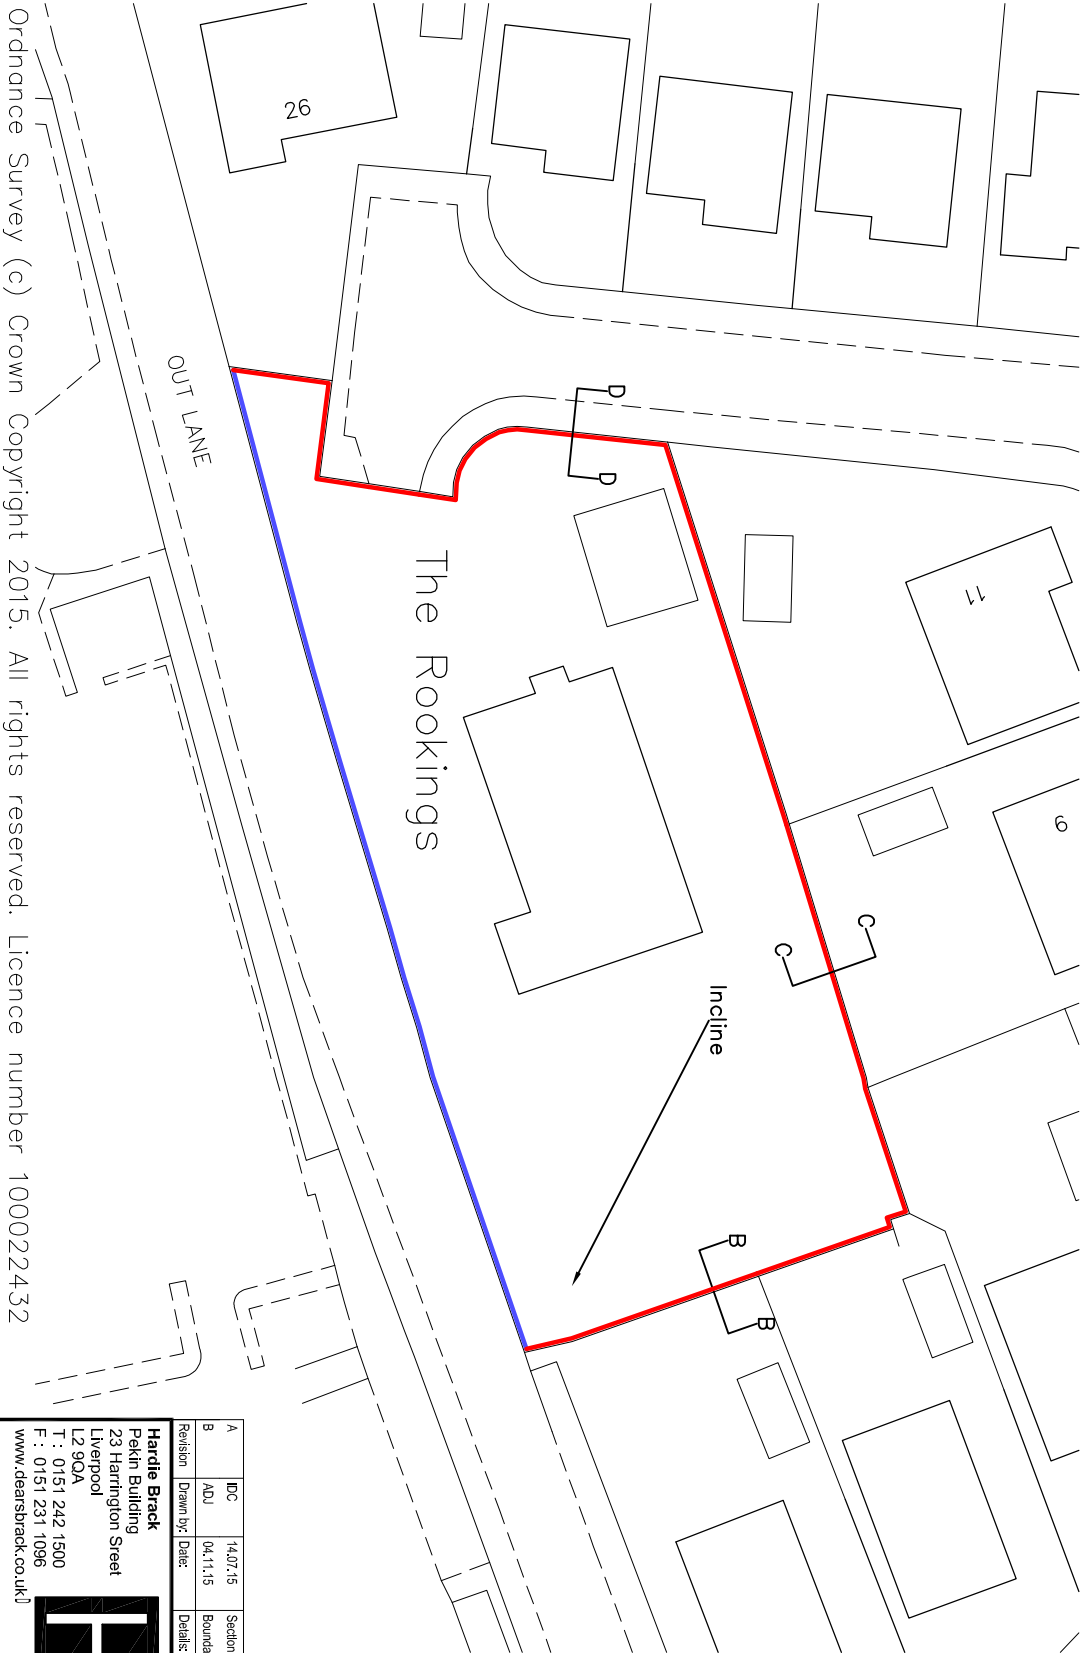 26
OUT LANE
D
D
The Rookings
11
9
C
C
Incline
B
B
Ordnance Survey (c) Crown Copyright 2015. All rights reserved. Licence number 100022432
A IDC 14.07.15 Section
B ADJ 04.11.15 Bounda
Revision Drawn by: Date: Details:
Hardie Brack
Pekin Building
23 Harrington Sreet
Liverpool
L2 9QA
T : 0151 242 1500
F : 0151 231 1096
www.dearsbrack.co.uk